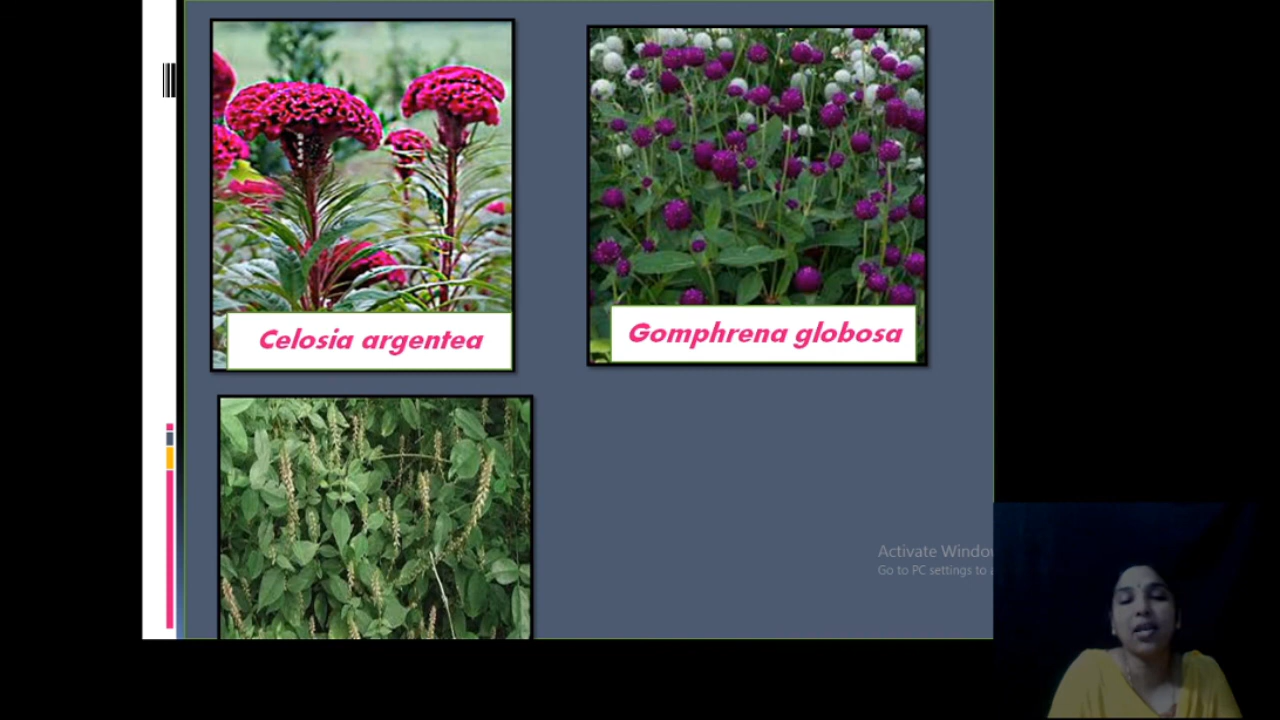 Celosia argentea
Gomphrena globosa
Activate Windo
Go to PC settings to